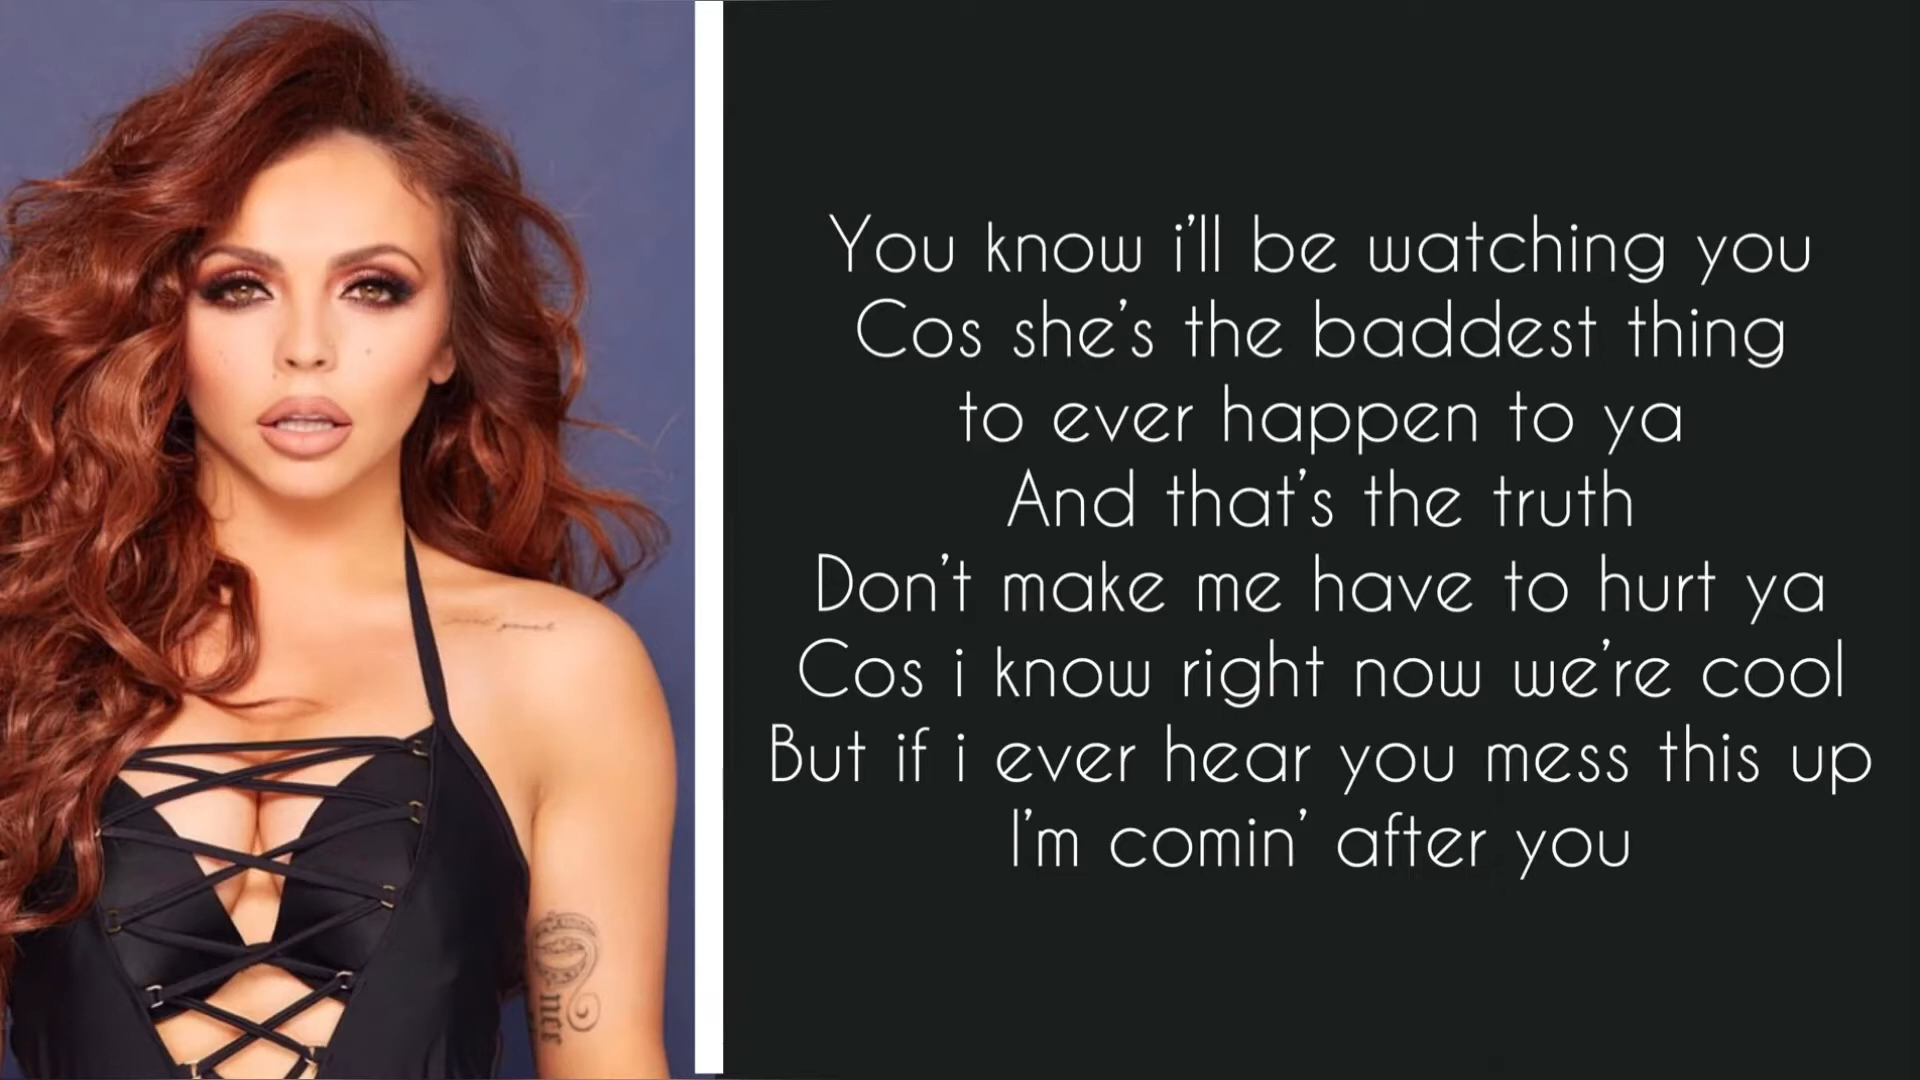 You know i'll be watching you
Cos she's the baddest thing
to ever happen to ya
And that's the truth
Don't make me have to hurt ya
Cos i know right now we're cool
But if i ever hear you mess this up
I'm comin' after you